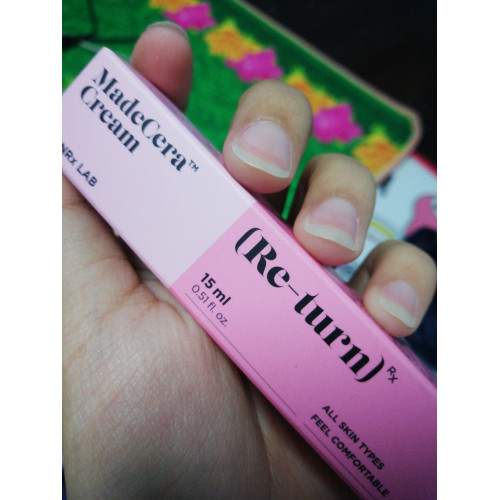 MadeCera™
Cream
NRx LAB
(Re-turn) Rx
15 ml
0.51 fl. oz.
ALL SKIN TYPES
FEEL COMFORTABLE